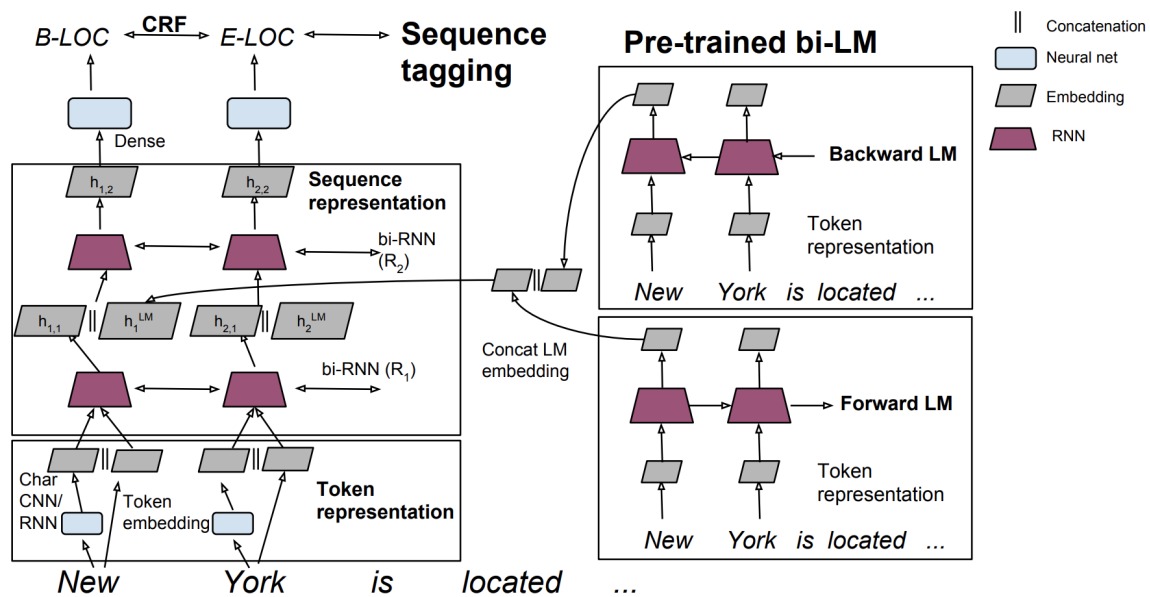 B-LOC
CRF
E-LOC
Sequence
tagging
Dense
h1,2
h2,2
Sequence
representation
bi-RNN
(R2)
h1,1
||
h1LM
h2,1
||
h2LM
bi-RNN (R1)
||
||
Char
CNN/
RNN
Token
embedding
Token
representation
New York is located ...
||
Concat LM
embedding
Pre-trained bi-LM
Backward LM
Token
representation
New York is located ...
Forward LM
Token
representation
New York is located ...
|| Concatenation
Neural net
Embedding
RNN